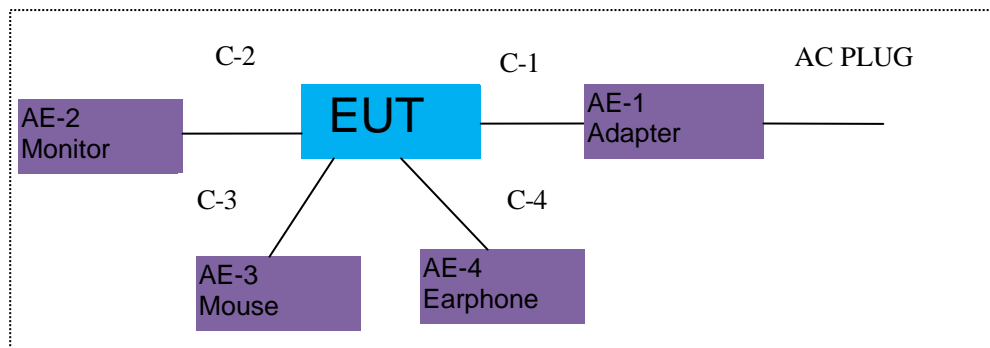 C-2
C-1
AC PLUG
AE-2
Monitor
EUT
AE-1
Adapter
C-3
C-4
AE-3
Mouse
AE-4
Earphone